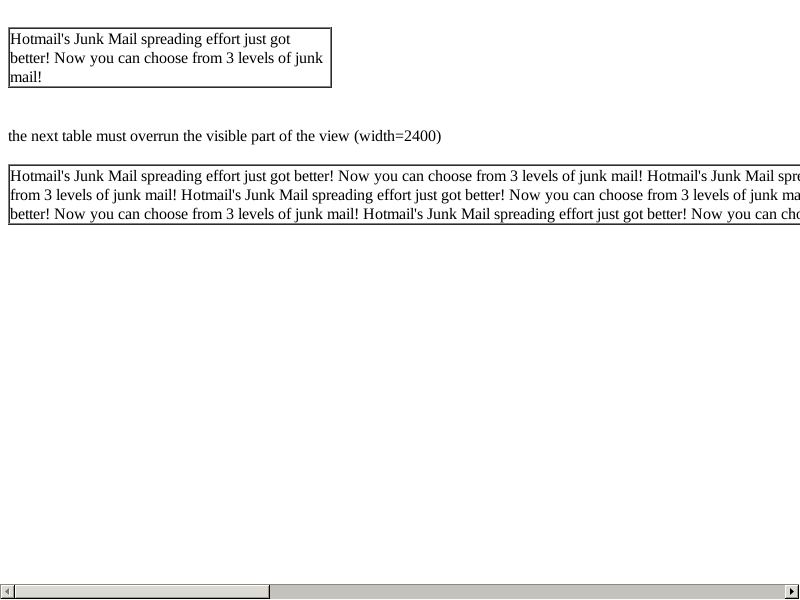 Hotmail's Junk Mail spreading effort just got
better! Now you can choose from 3 levels of junk
mail!
the next table must overrun the visible part of the view (width=2400)
Hotmail's Junk Mail spreading effort just got better! Now you can choose from 3 levels of junk mail! Hotmail's Junk Mail spre
from 3 levels of junk mail! Hotmail's Junk Mail spreading effort just got better! Now you can choose from 3 levels of junk ma
better! Now you can choose from 3 levels of junk mail! Hotmail's Junk Mail spreading effort just got better! Now you can cho